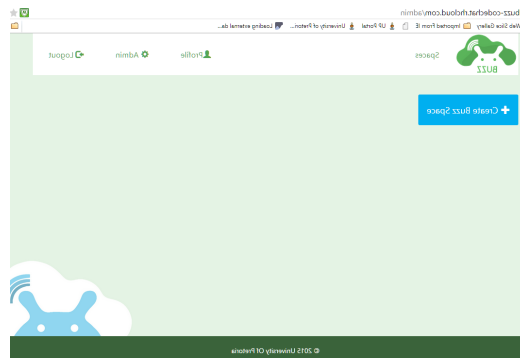 buzz-codechat.rhcloud.com/admin
Web Slice Gallery Imported From IE UP Portal University of Pretori... Loading external da...
BUZZ Spaces Profile Admin Logout
+ Create Buzz Space
© 2015 University Of Pretoria